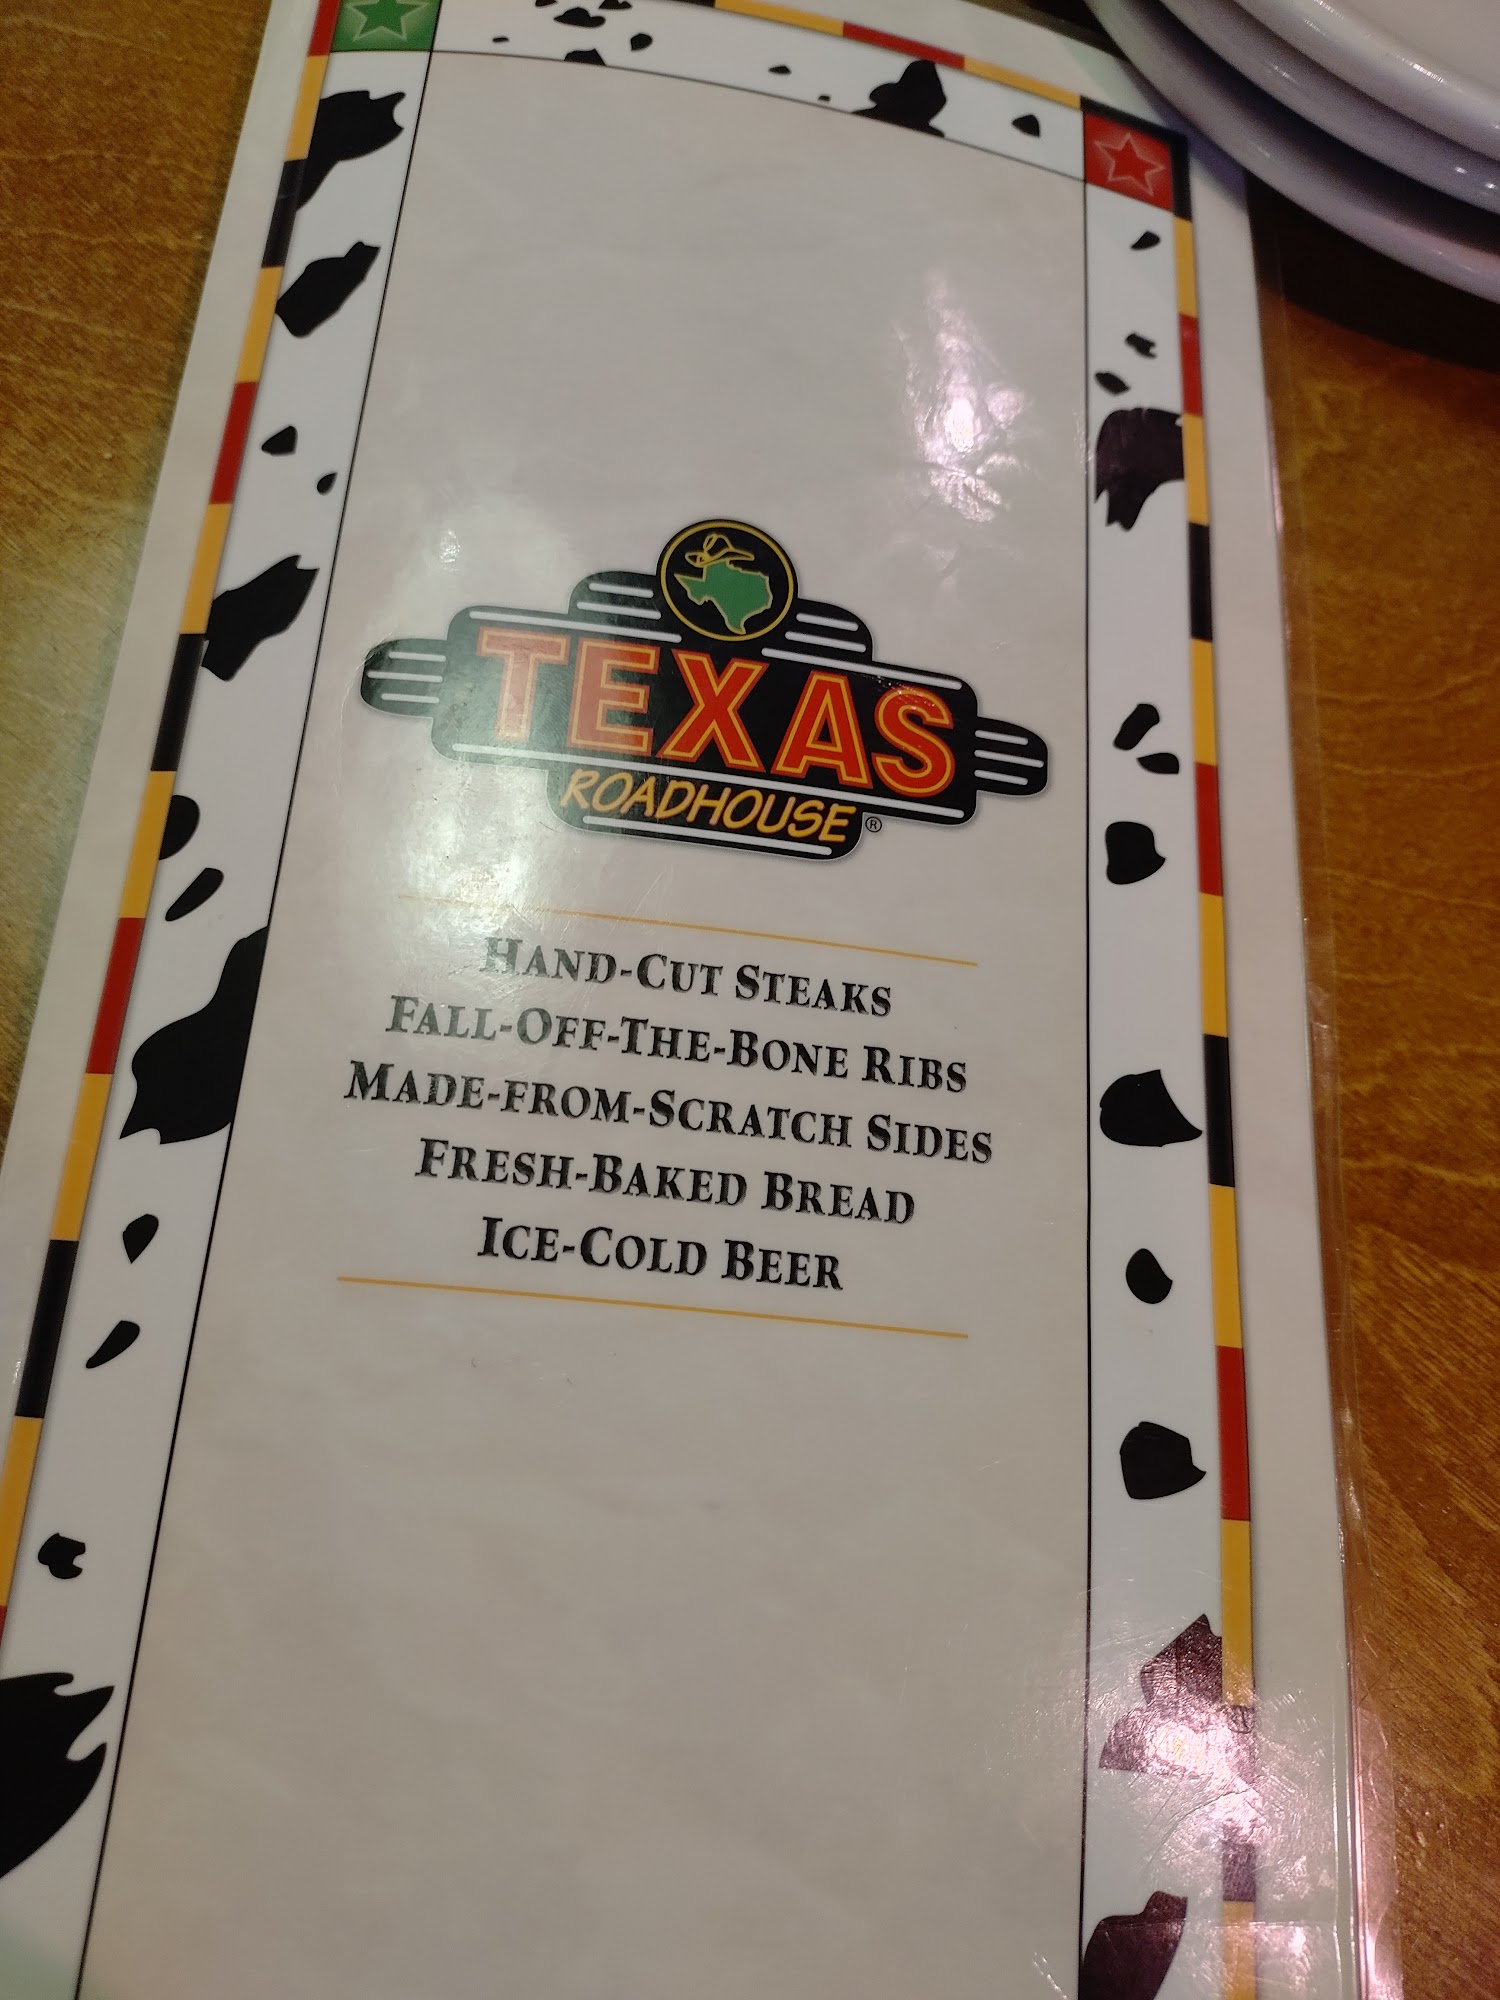 TEXAS
ROADHOUSE®
HAND-CUT STEAKS
FALL-OFF-THE-BONE RIBS
MADE-FROM-SCRATCH SIDES
FRESH-BAKED BREAD
ICE-COLD BEER